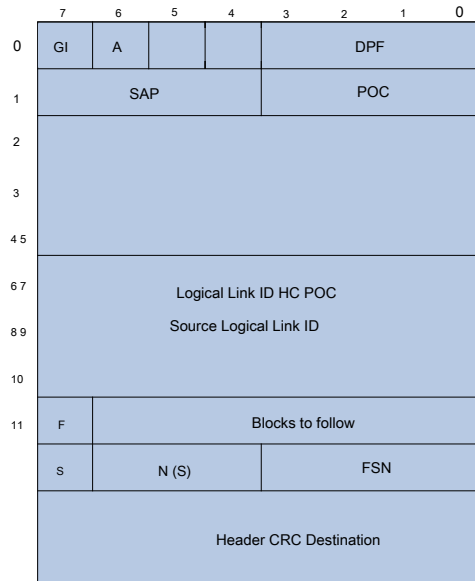 7 6 5 4 3 2 1 0
0 GI A DPF
1 SAP POC
2
3
4 5
6 7 Logical Link ID HC POC
8 9 Source Logical Link ID
10
11 F Blocks to follow
S N (S) FSN
Header CRC Destination